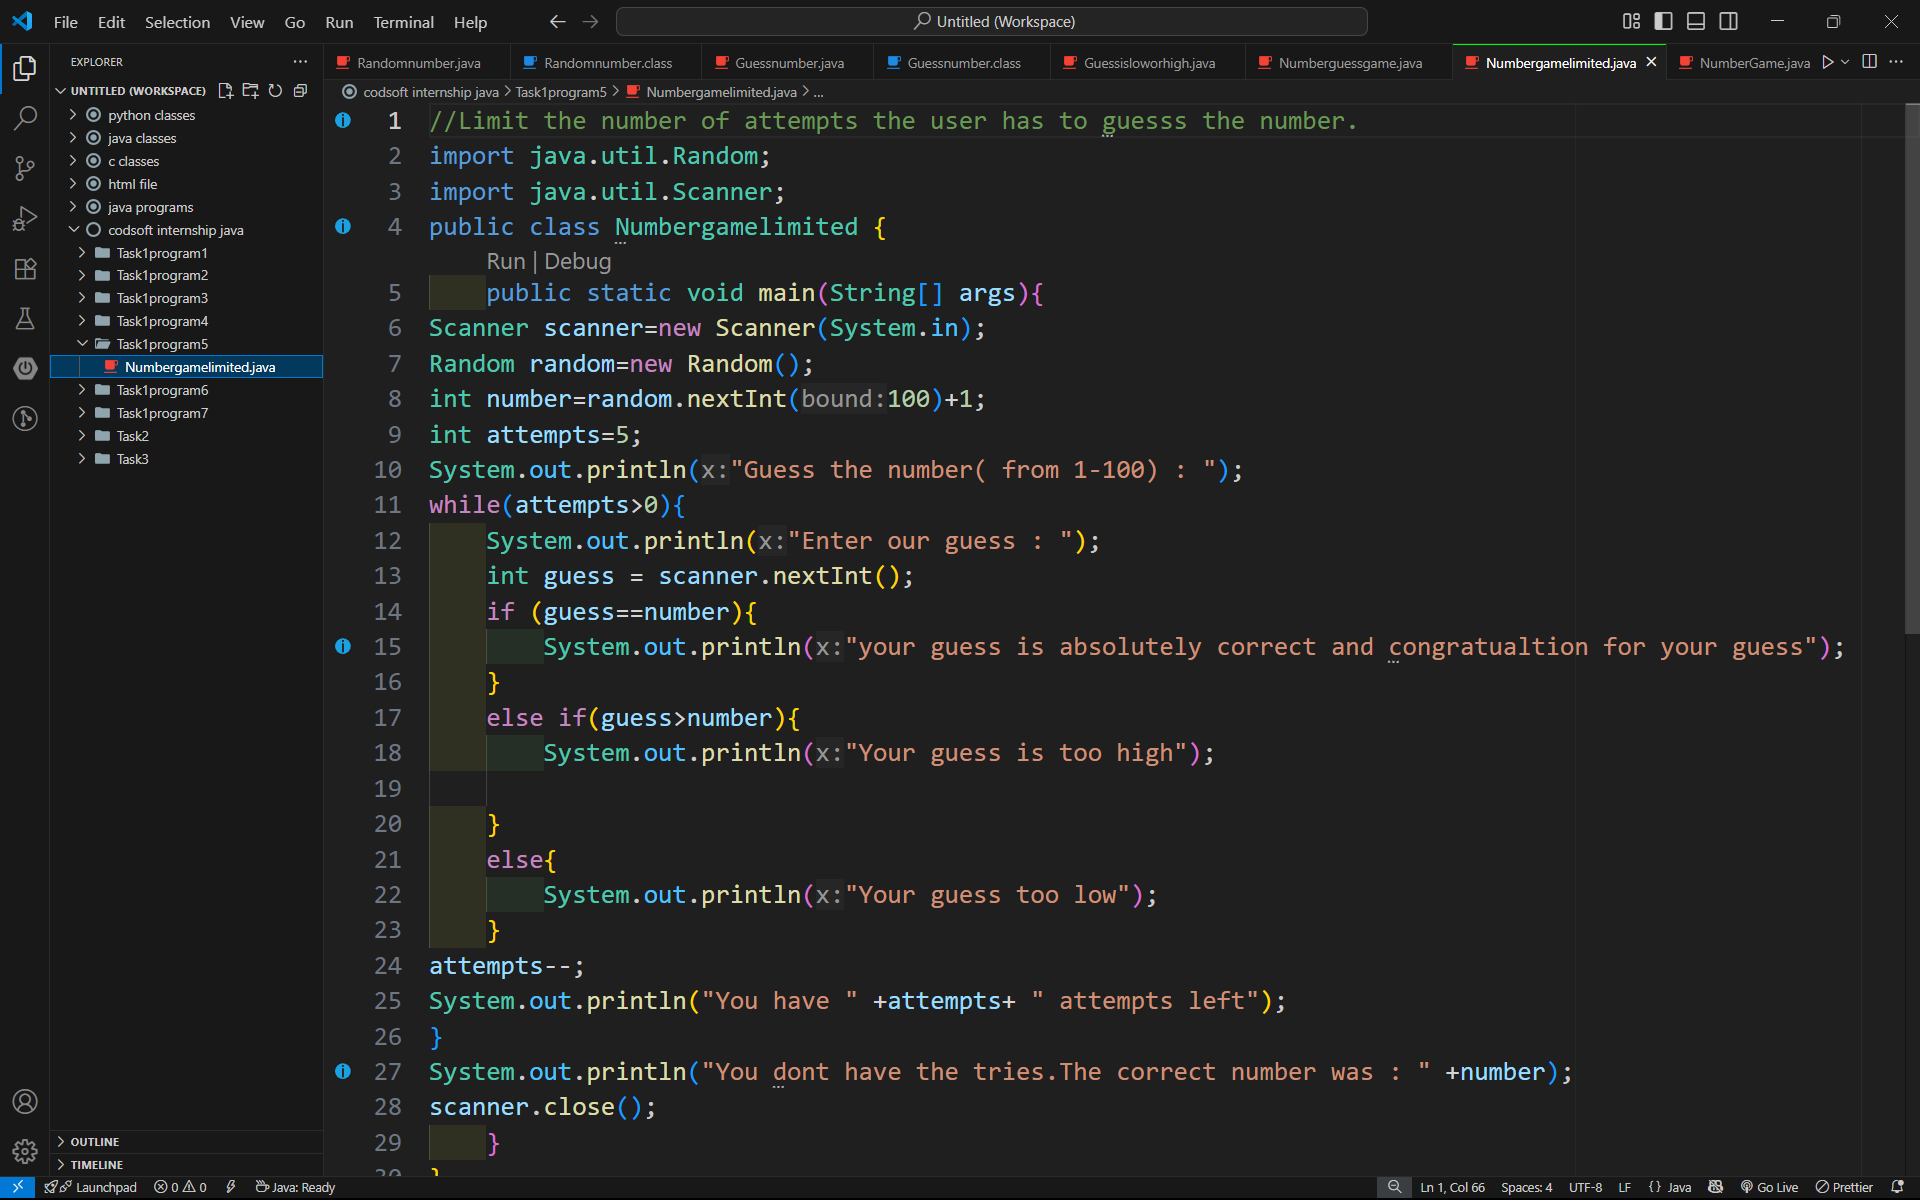 File Edit Selection View Go Run Terminal Help
Untitled (Workspace)
EXPLORER
Randomnumber.java Randomnumber.class Guessnumber.java Guessnumber.class Guessisloworhigh.java Numberguessgame.java Numbergamelimited.java NumberGame.java
UNTITLED (WORKSPACE)
codsoft internship java > Task1program5 > Numbergamelimited.java > ...
python classes
java classes
c classes
html file
java programs
codsoft internship java
Task1program1
Task1program2
Task1program3
Task1program4
Task1program5
Numbergamelimited.java
Task1program6
Task1program7
Task2
Task3
OUTLINE
TIMELINE
1 //Limit the number of attempts the user has to guesss the number.
2 import java.util.Random;
3 import java.util.Scanner;
4 public class Numbergamelimited {
Run | Debug
5 public static void main(String[] args){
6 Scanner scanner=new Scanner(System.in);
7 Random random=new Random();
8 int number=random.nextInt(bound:100)+1;
9 int attempts=5;
10 System.out.println(x:"Guess the number( from 1-100) : ");
11 while(attempts>0){
12 System.out.println(x:"Enter our guess : ");
13 int guess = scanner.nextInt();
14 if (guess==number){
15 System.out.println(x:"your guess is absolutely correct and congratualtion for your guess");
16 }
17 else if(guess>number){
18 System.out.println(x:"Your guess is too high");
19
20 }
21 else{
22 System.out.println(x:"Your guess too low");
23 }
24 attempts--;
25 System.out.println("You have " +attempts+ " attempts left");
26 }
27 System.out.println("You dont have the tries.The correct number was : " +number);
28 scanner.close();
29 }
30 }
Launchpad 0 0 Java: Ready Ln 1, Col 66 Spaces: 4 UTF-8 LF {} Java Go Live Prettier